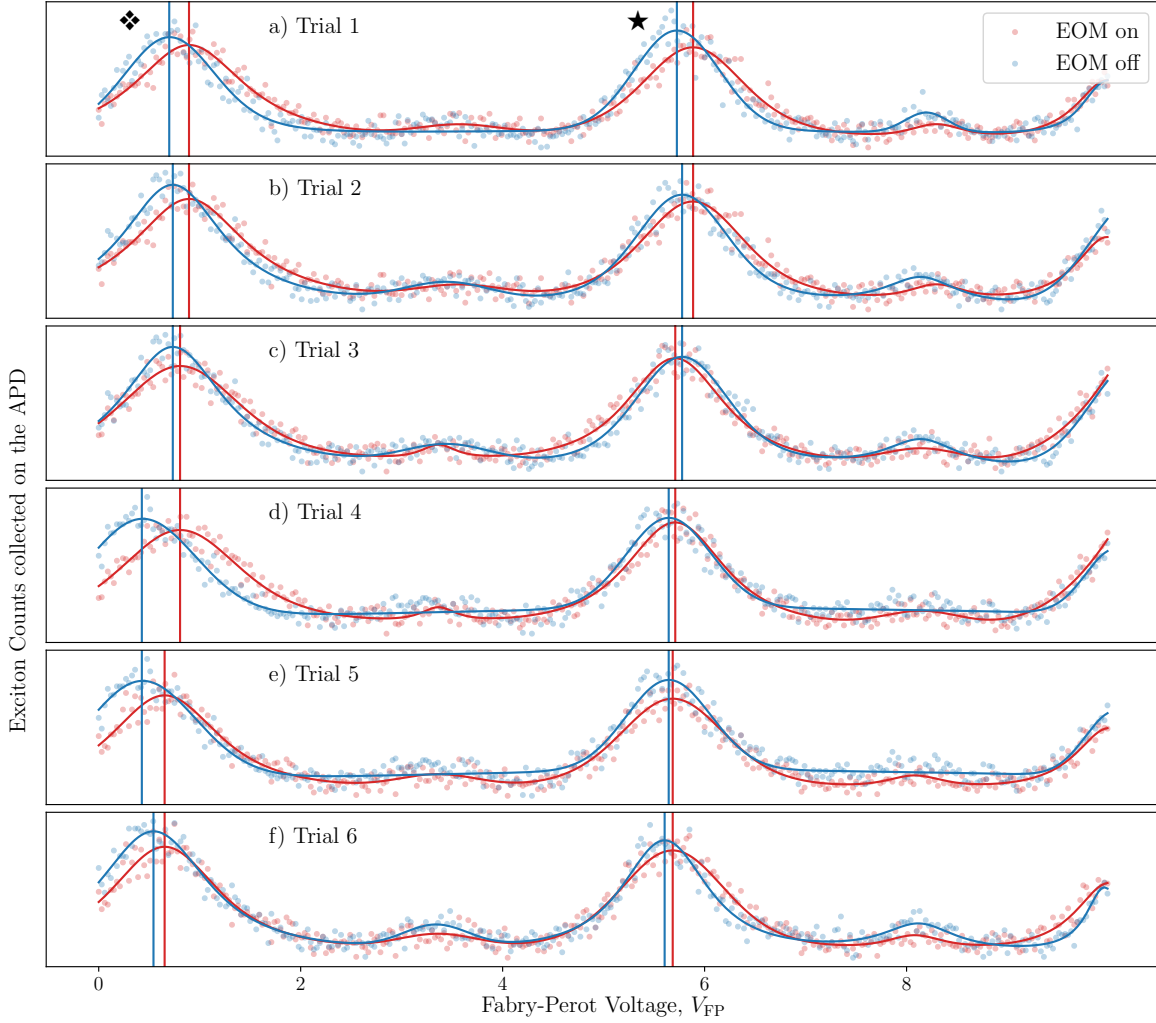 ❖
★
a) Trial 1
EOM on
EOM off
b) Trial 2
c) Trial 3
d) Trial 4
e) Trial 5
f) Trial 6
Exciton Counts collected on the APD
0 2 4 6 8
Fabry-Perot Voltage, V_FP